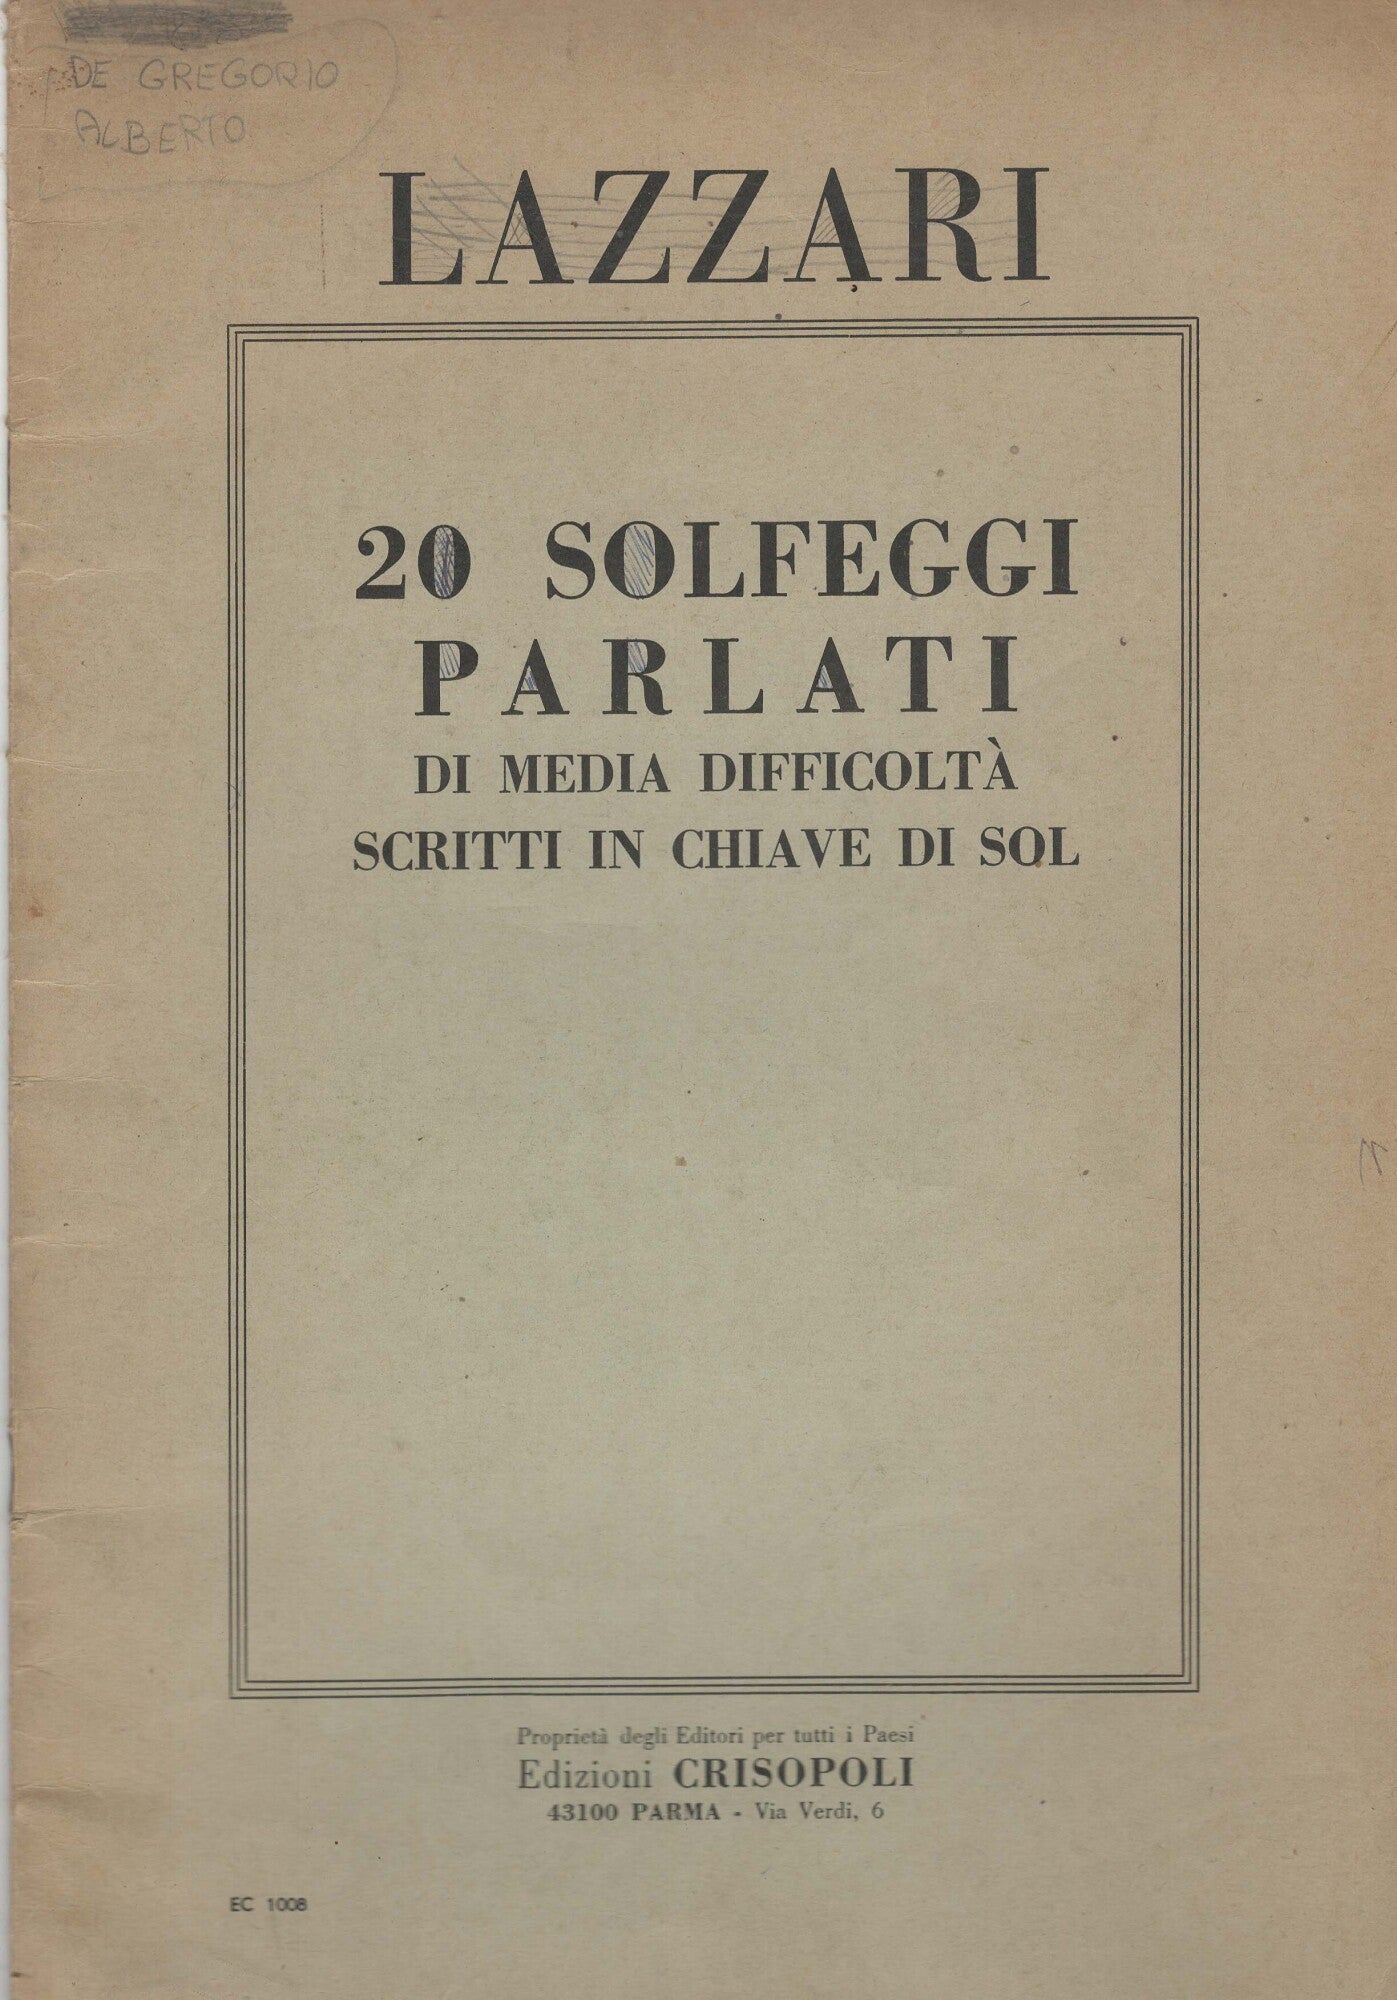 DE GREGORIO
ALBERTO
LAZZARI
20 SOLFEGGI
PARLATI
DI MEDIA DIFFICOLTÀ
SCRITTI IN CHIAVE DI SOL
Proprietà degli Editori per tutti i Paesi
Edizioni CRISOPOLI
43100 PARMA - Via Verdi, 6
EC 1008